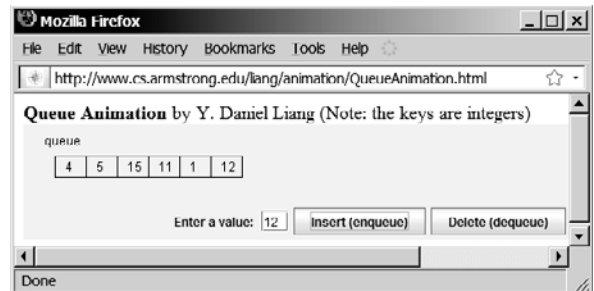 Mozilla Firefox
File Edit View History Bookmarks Tools Help
http://www.cs.armstrong.edu/liang/animation/QueueAnimation.html
Queue Animation by Y. Daniel Liang (Note: the keys are integers)
queue
4 5 15 11 1 12
Enter a value: 12 Insert (enqueue) Delete (dequeue)
Done